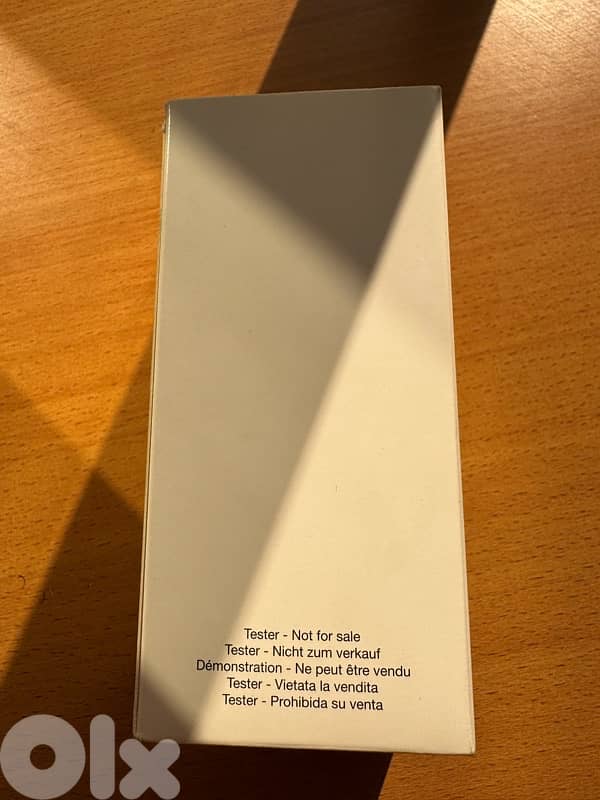 Tester - Not for sale
Tester - Nicht zum verkauf
Démonstration - Ne peut être vendu
Tester - Vietata la vendita
Tester - Prohibida su venta
OLX